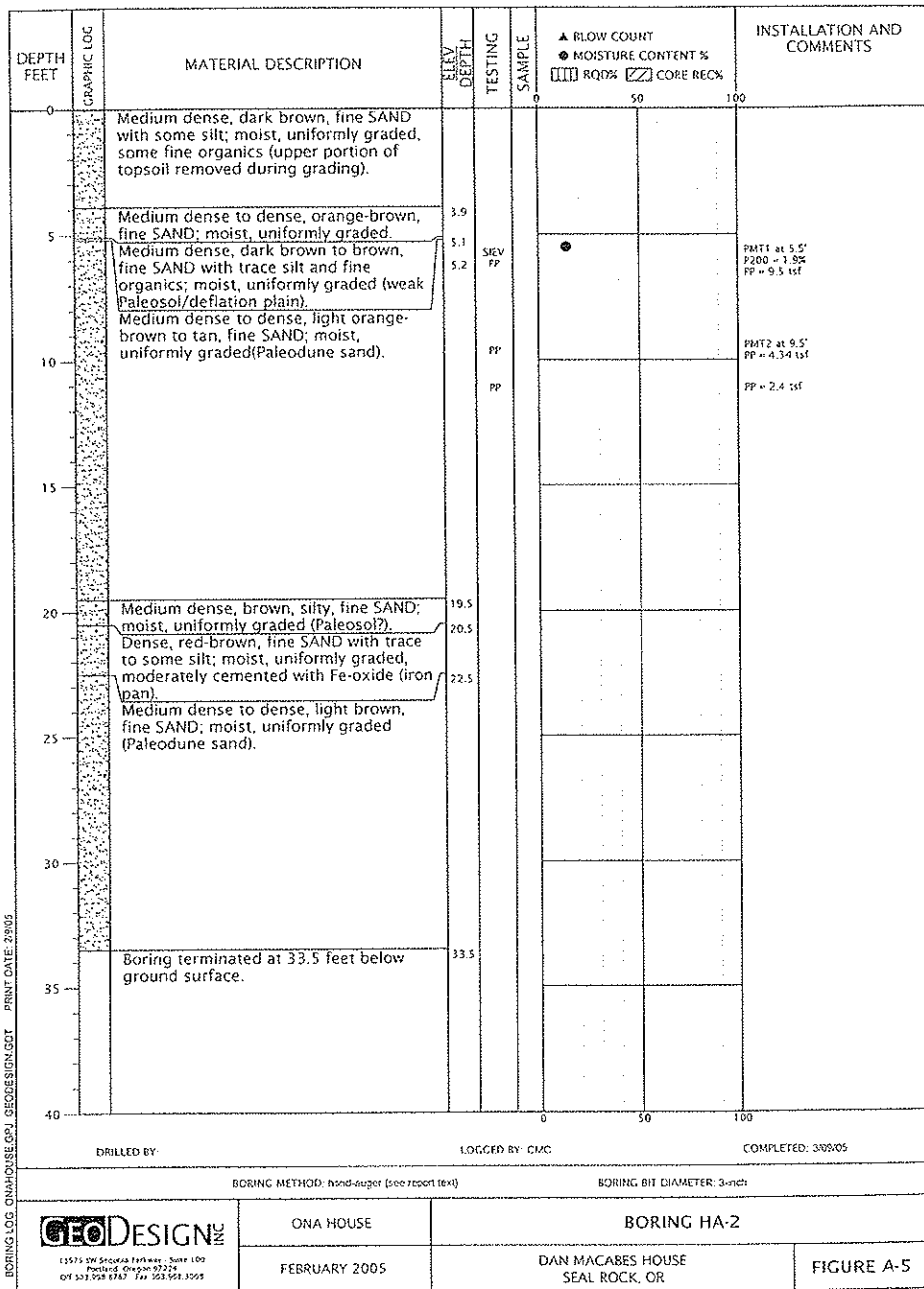 DEPTH FEET
GRAPHIC LOG
MATERIAL DESCRIPTION
ELEV DEPTH
TESTING
SAMPLE
▲ BLOW COUNT
● MOISTURE CONTENT %
RQD% CORE REC%
INSTALLATION AND COMMENTS
0 50 100
0
Medium dense, dark brown, fine SAND
with some silt; moist, uniformly graded,
some fine organics (upper portion of
topsoil removed during grading).
3.9
Medium dense to dense, orange-brown,
fine SAND; moist, uniformly graded.
5
5.1
Medium dense, dark brown to brown,
fine SAND with trace silt and fine
organics; moist, uniformly graded (weak
Paleosol/deflation plain).
5.2
SIEV
PP
PMT1 at 5.5'
P200 = 1.9%
PP = 9.5 tsf
Medium dense to dense, light orange-
brown to tan, fine SAND; moist,
uniformly graded(Paleodune sand).
PP
PMT2 at 9.5'
PP = 4.34 tsf
10
PP
PP = 2.4 tsf
15
19.5
20
Medium dense, brown, silty, fine SAND;
moist, uniformly graded (Paleosol?).
20.5
Dense, red-brown, fine SAND with trace
to some silt; moist, uniformly graded,
moderately cemented with Fe-oxide (iron
pan).
22.5
Medium dense to dense, light brown,
fine SAND; moist, uniformly graded
(Paleodune sand).
25
30
33.5
Boring terminated at 33.5 feet below
ground surface.
35
40
0 50 100
DRILLED BY:
LOGGED BY: CMC
COMPLETED: 3/09/05
BORING METHOD: hand-auger (see report text)
BORING BIT DIAMETER: 3-inch
GEODESIGN INC
Portland Oregon 97224
ONA HOUSE
BORING HA-2
FEBRUARY 2005
DAN MACABES HOUSE
SEAL ROCK, OR
FIGURE A-5
BORING LOG ONAHOUSE.GPJ GEODESIGN.GDT PRINT DATE: 2/9/05